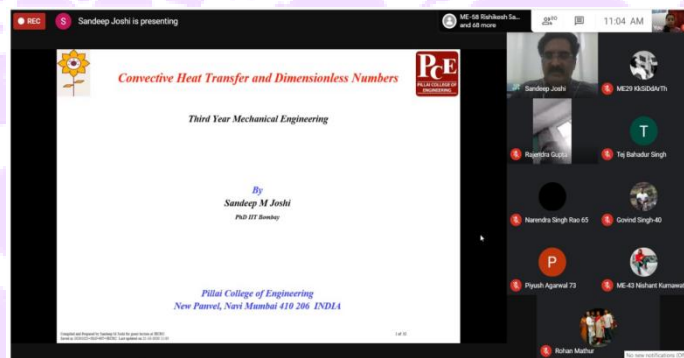 REC
S Sandeep Joshi is presenting
ME-58 Rishikesh Sa...
and 68 more
11:04 AM
Convective Heat Transfer and Dimensionless Numbers
PCE
PILLAI COLLEGE OF
ENGINEERING
Third Year Mechanical Engineering
By
Sandeep M Joshi
PhD IIT Bombay
Pillai College of Engineering
New Panvel, Navi Mumbai 410 206 INDIA
Sandeep Joshi
ME29 KkSiDdArTh
Rajendra Gupta
T
Tej Bahadur Singh
Narendra Singh Rao 65
Govind Singh-40
P
Piyush Agarwal 73
ME-43 Nishant Kumawat
Rohan Mathur